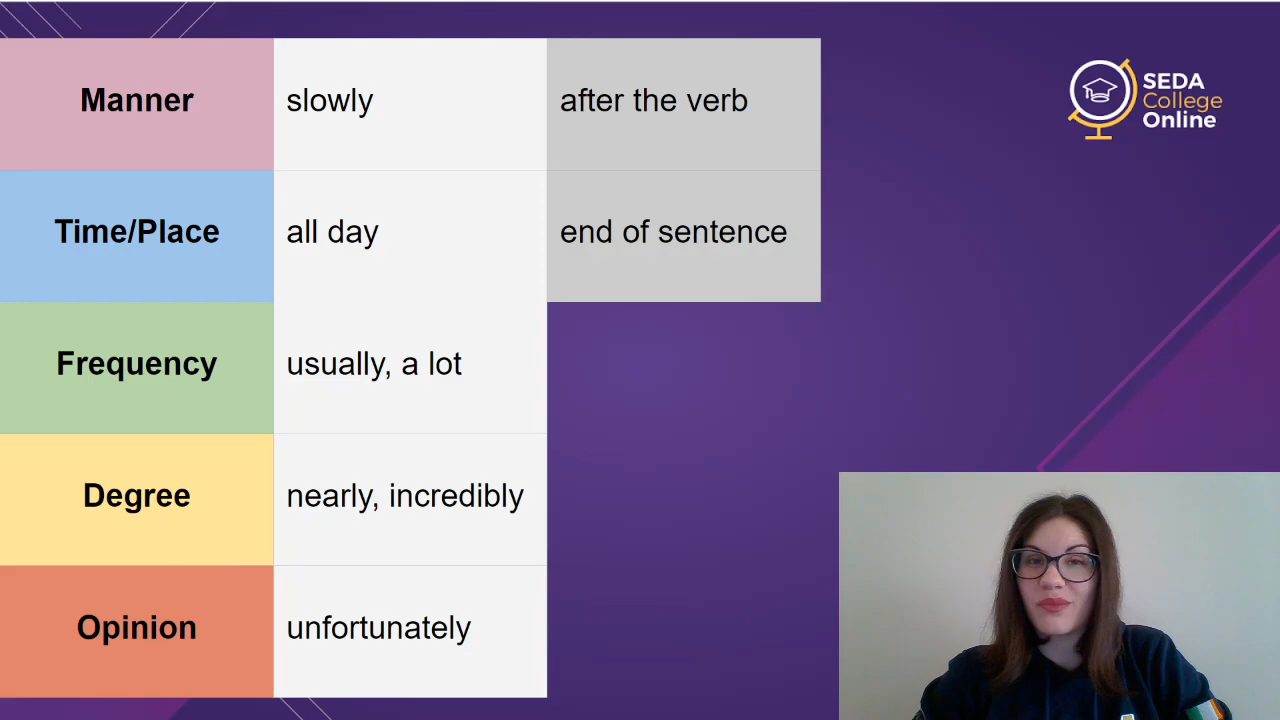 Manner slowly after the verb
Time/Place all day end of sentence
Frequency usually, a lot
Degree nearly, incredibly
Opinion unfortunately
SEDA
College
Online